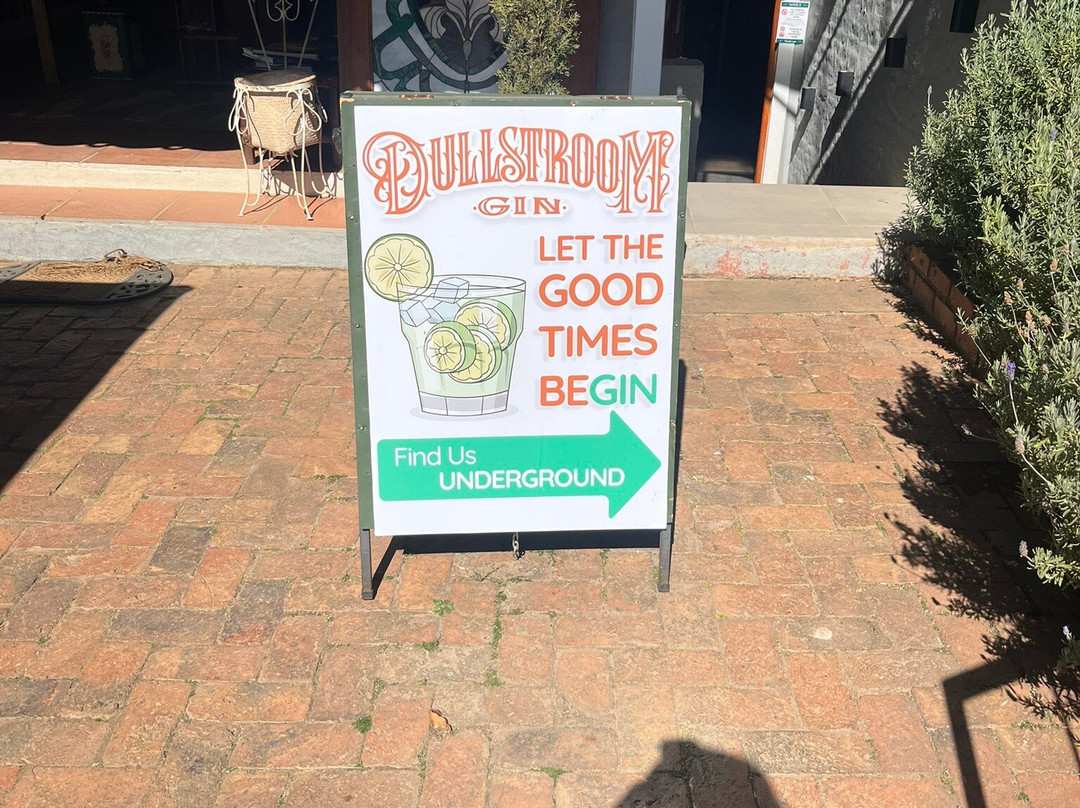 DULLSTROOM
·GIN·
LET THE
GOOD
TIMES
BEGIN
Find Us
UNDERGROUND